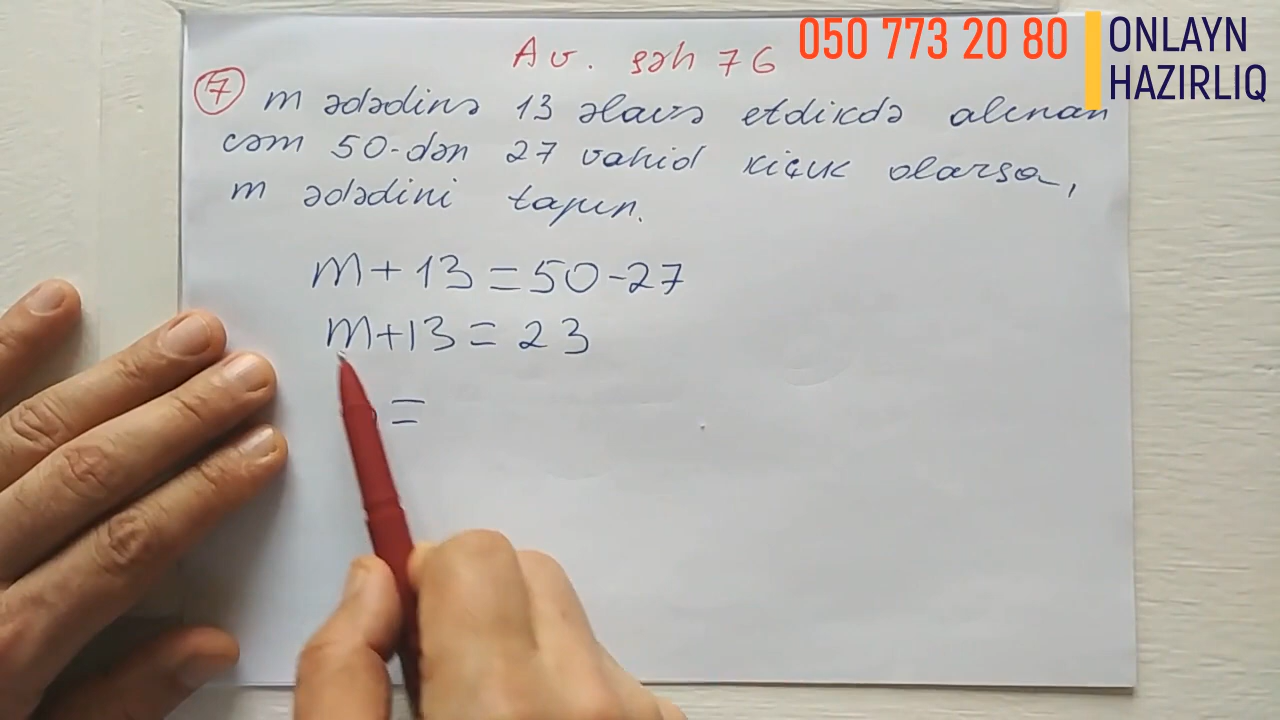 Av. səh 76
050 773 20 80
ONLAYN
HAZIRLIQ
7 m ədədinə 13 əlavə etdikdə alınan
cəm 50-dən 27 vahid kiçik olarsa,
m ədədini tapın.
m + 13 = 50 - 27
m + 13 = 23
=